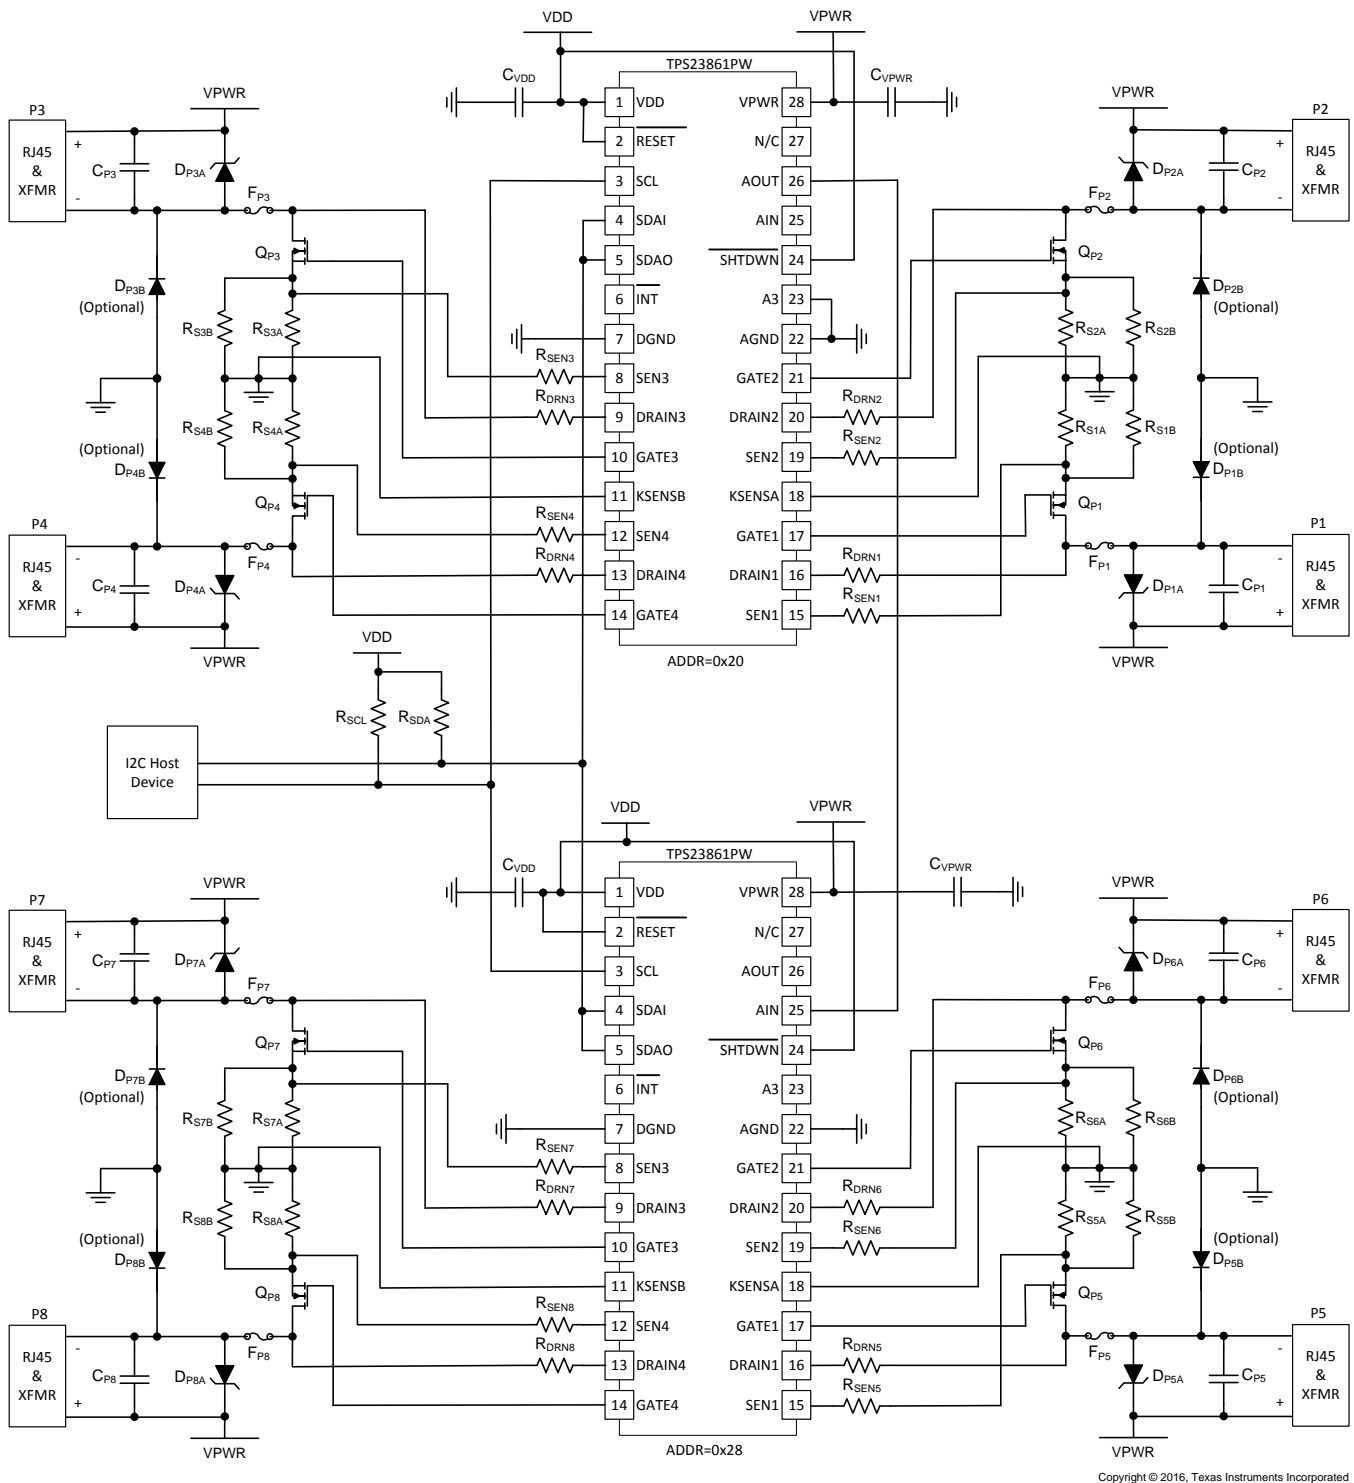 VDD
VPWR
TPS23861PW
CVDD
CVPWR
1 VDD
2 RESET
3 SCL
4 SDAI
5 SDAO
6 INT
7 DGND
8 SEN3
9 DRAIN3
10 GATE3
11 KSENSB
12 SEN4
13 DRAIN4
14 GATE4
VPWR 28
N/C 27
AOUT 26
AIN 25
SHTDWN 24
A3 23
AGND 22
GATE2 21
DRAIN2 20
SEN2 19
KSENSA 18
GATE1 17
DRAIN1 16
SEN1 15
ADDR=0x20
P3
RJ45
&
XFMR
+
-
VPWR
CP3
DP3A
FP3
QP3
DP3B
(Optional)
RS3B
RS3A
RSEN3
RDRN3
RS4B
RS4A
(Optional)
DP4B
QP4
RSEN4
RDRN4
P4
RJ45
&
XFMR
-
+
CP4
DP4A
FP4
VPWR
P2
RJ45
&
XFMR
+
-
VPWR
DP2A
CP2
FP2
QP2
DP2B
(Optional)
RS2A
RS2B
RDRN2
RSEN2
RS1A
RS1B
(Optional)
DP1B
QP1
RDRN1
RSEN1
P1
RJ45
&
XFMR
-
+
FP1
DP1A
CP1
VPWR
VDD
RSCL
RSDA
I2C Host
Device
VDD
VPWR
TPS23861PW
CVDD
CVPWR
1 VDD
2 RESET
3 SCL
4 SDAI
5 SDAO
6 INT
7 DGND
8 SEN3
9 DRAIN3
10 GATE3
11 KSENSB
12 SEN4
13 DRAIN4
14 GATE4
VPWR 28
N/C 27
AOUT 26
AIN 25
SHTDWN 24
A3 23
AGND 22
GATE2 21
DRAIN2 20
SEN2 19
KSENSA 18
GATE1 17
DRAIN1 16
SEN1 15
ADDR=0x28
P7
RJ45
&
XFMR
+
-
VPWR
CP7
DP7A
FP7
QP7
DP7B
(Optional)
RS7B
RS7A
RSEN7
RDRN7
RS8B
RS8A
(Optional)
DP8B
QP8
RSEN8
RDRN8
P8
RJ45
&
XFMR
-
+
CP8
DP8A
FP8
VPWR
P6
RJ45
&
XFMR
+
-
VPWR
DP6A
CP6
FP6
QP6
DP6B
(Optional)
RS6A
RS6B
RDRN6
RSEN6
RS5A
RS5B
(Optional)
DP5B
QP5
RDRN5
RSEN5
P5
RJ45
&
XFMR
-
+
FP5
DP5A
CP5
VPWR
Copyright © 2016, Texas Instruments Incorporated